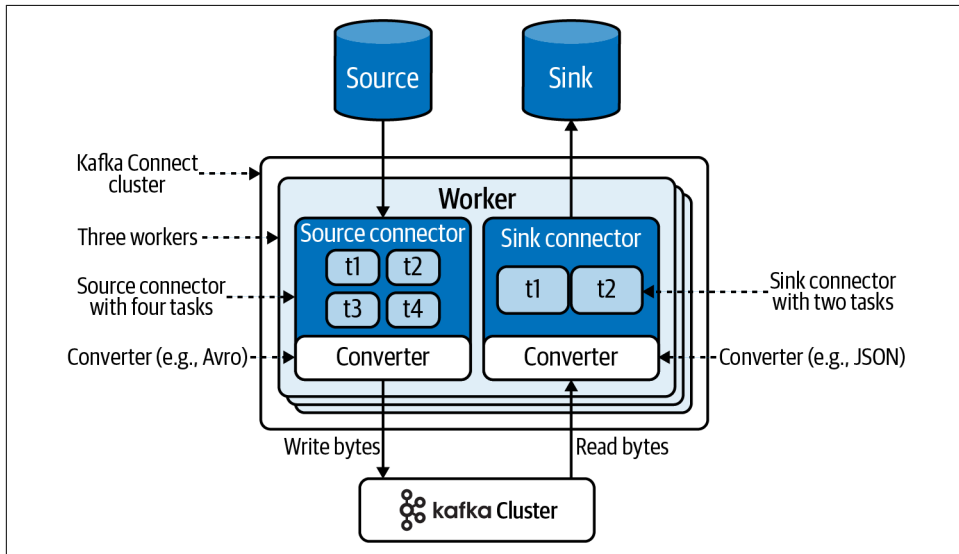 Source
Sink
Kafka Connect
cluster
Worker
Three workers
Source connector
t1
t2
t3
t4
Sink connector
t1
t2
Source connector
with four tasks
Sink connector
with two tasks
Converter (e.g., Avro)
Converter
Converter
Converter (e.g., JSON)
Write bytes
Read bytes
kafka Cluster